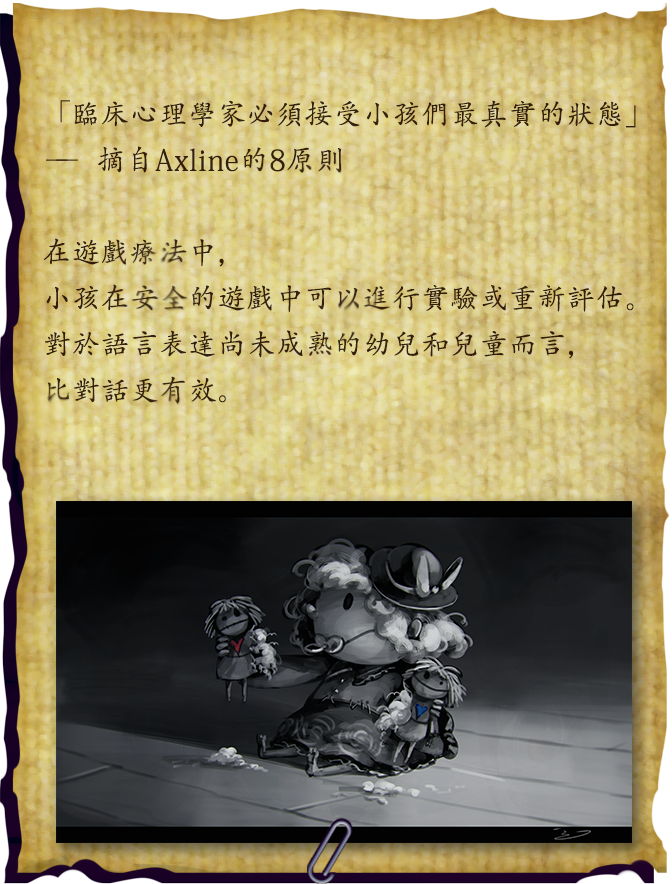 「臨床心理學家必須接受小孩們最真實的狀態」
— 摘自Axline的8原則
在遊戲療法中,
小孩在安全的遊戲中可以進行實驗或重新評估。
對於語言表達尚未成熟的幼兒和兒童而言,
比對話更有效。